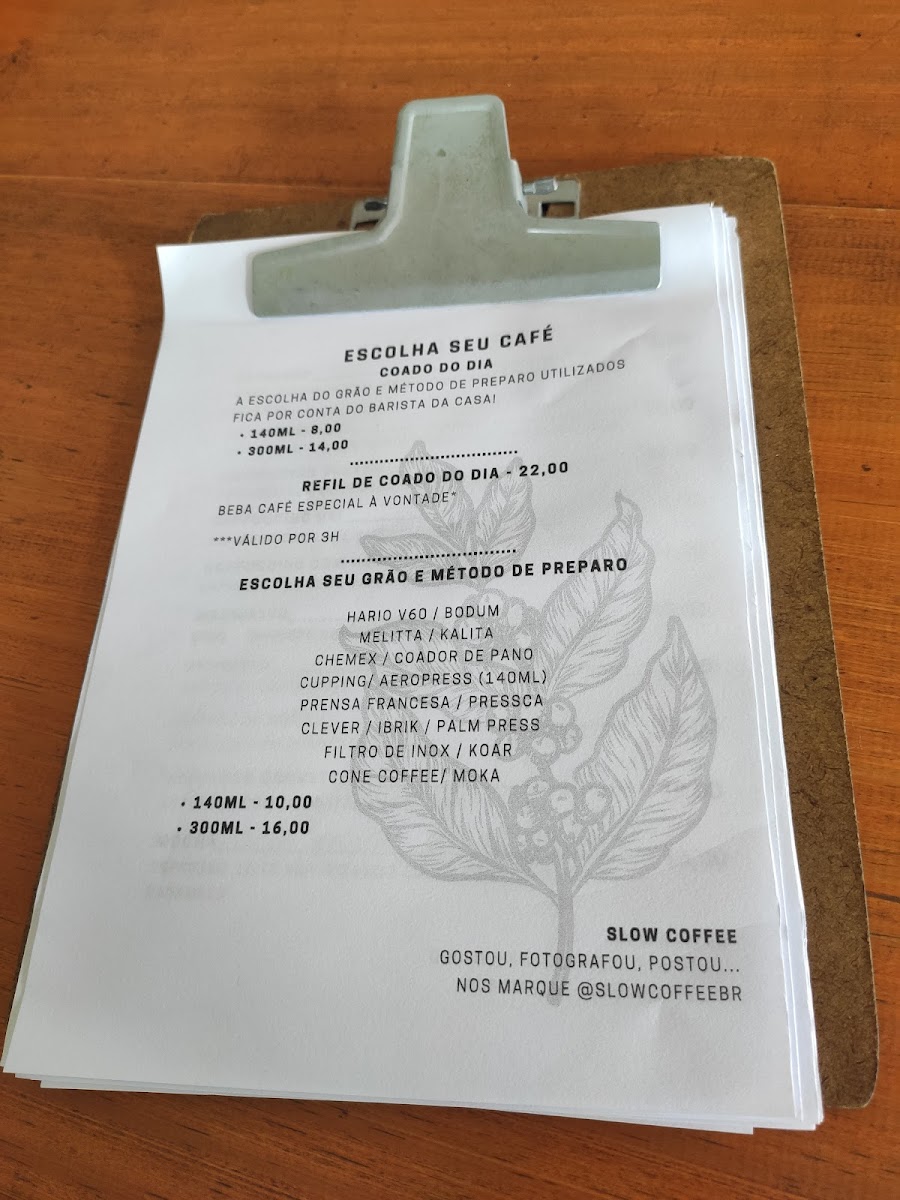 ESCOLHA SEU CAFÉ
COADO DO DIA
A ESCOLHA DO GRÃO E MÉTODO DE PREPARO UTILIZADOS
FICA POR CONTA DO BARISTA DA CASA!
• 140ML - 8,00
• 300ML - 14,00
REFIL DE COADO DO DIA - 22,00
BEBA CAFÉ ESPECIAL À VONTADE*
***VÁLIDO POR 3H
ESCOLHA SEU GRÃO E MÉTODO DE PREPARO
HARIO V60 / BODUM
MELITTA / KALITA
CHEMEX / COADOR DE PANO
CUPPING/ AEROPRESS (140ML)
PRENSA FRANCESA / PRESSCA
CLEVER / IBRIK / PALM PRESS
FILTRO DE INOX / KOAR
CONE COFFEE/ MOKA
• 140ML - 10,00
• 300ML - 16,00
SLOW COFFEE
GOSTOU, FOTOGRAFOU, POSTOU...
NOS MARQUE @SLOWCOFFEEBR